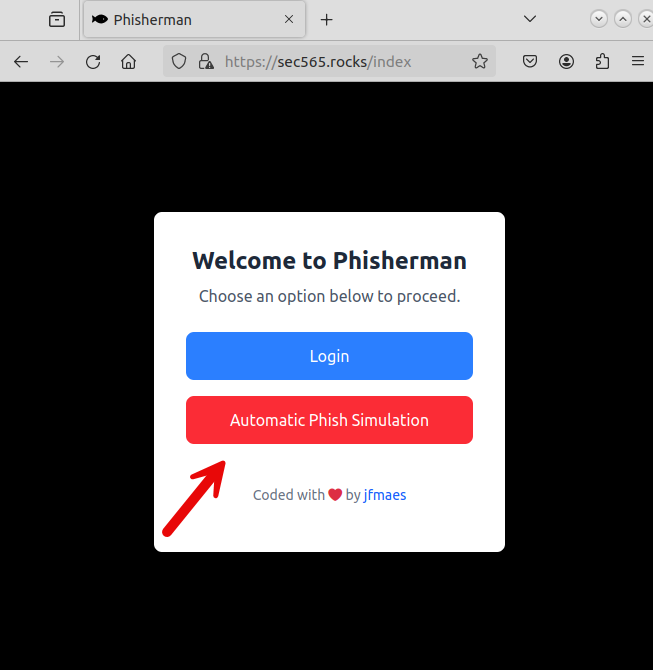 Phisherman
https://sec565.rocks/index
Welcome to Phisherman
Choose an option below to proceed.
Login
Automatic Phish Simulation
Coded with ❤️ by jfmaes